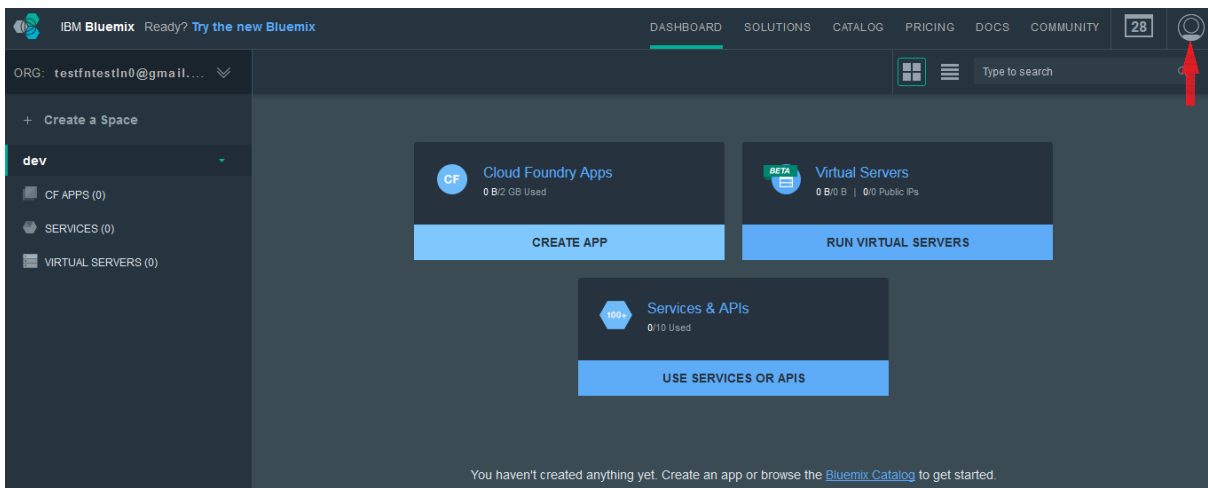 IBM Bluemix Ready? Try the new Bluemix
DASHBOARD SOLUTIONS CATALOG PRICING DOCS COMMUNITY 28
ORG: testfntestln0@gmail....
Type to search
+ Create a Space
dev
CF APPS (0)
SERVICES (0)
VIRTUAL SERVERS (0)
CF
Cloud Foundry Apps
0 B/2 GB Used
CREATE APP
BETA
Virtual Servers
0 B/0 B | 0/0 Public IPs
RUN VIRTUAL SERVERS
100+
Services & APIs
0/10 Used
USE SERVICES OR APIS
You haven't created anything yet. Create an app or browse the Bluemix Catalog to get started.